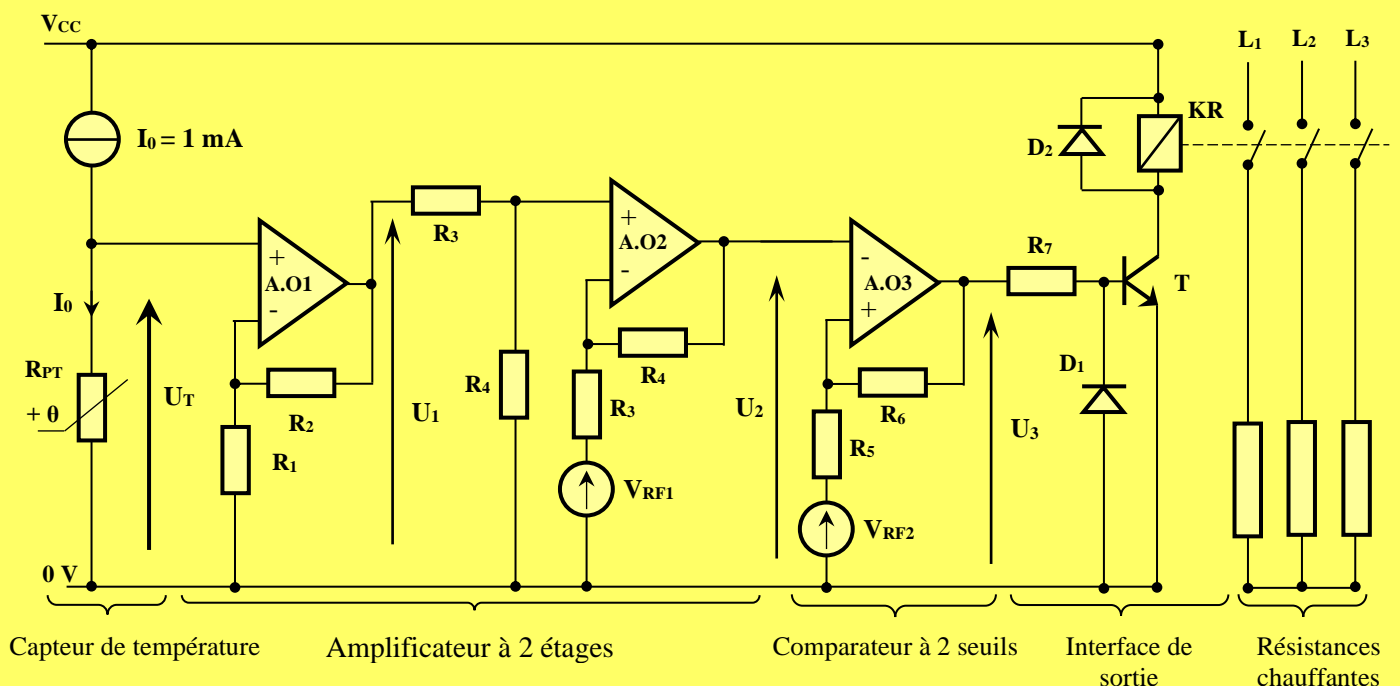 VCC
L1 L2 L3
I0 = 1 mA
KR
D2
+
A.O1
-
R3
+
A.O2
-
-
A.O3
+
R7
T
I0
RPT
+ θ
UT
R2
R1
U1
R4
R4
R3
VRF1
U2
R6
R5
VRF2
U3
D1
0 V
Capteur de température
Amplificateur à 2 étages
Comparateur à 2 seuils
Interface de
sortie
Résistances
chauffantes